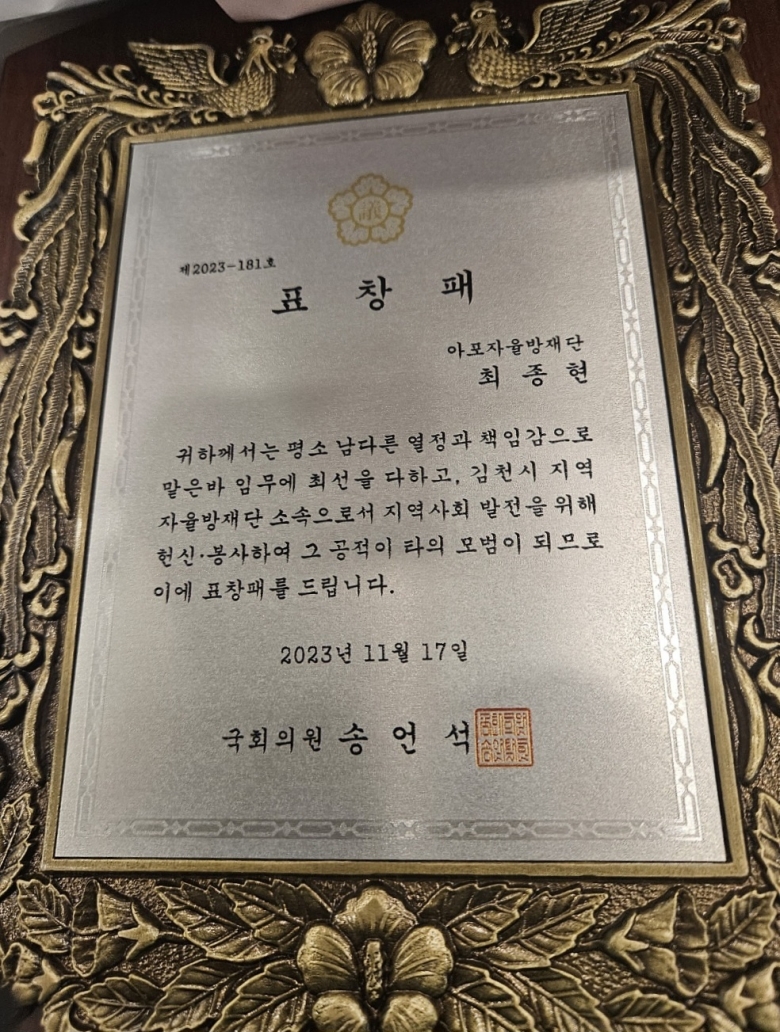 議
제2023-181호
표 창 패
아포자율방재단
최 종 현
귀하께서는 평소 남다른 열정과 책임감으로
맡은바 임무에 최선을 다하고, 김천시 지역
자율방재단 소속으로서 지역사회 발전을 위해
헌신·봉사하여 그 공적이 타의 모범이 되므로
이에 표창패를 드립니다.
2023년 11월 17일
국회의원 송 언 석